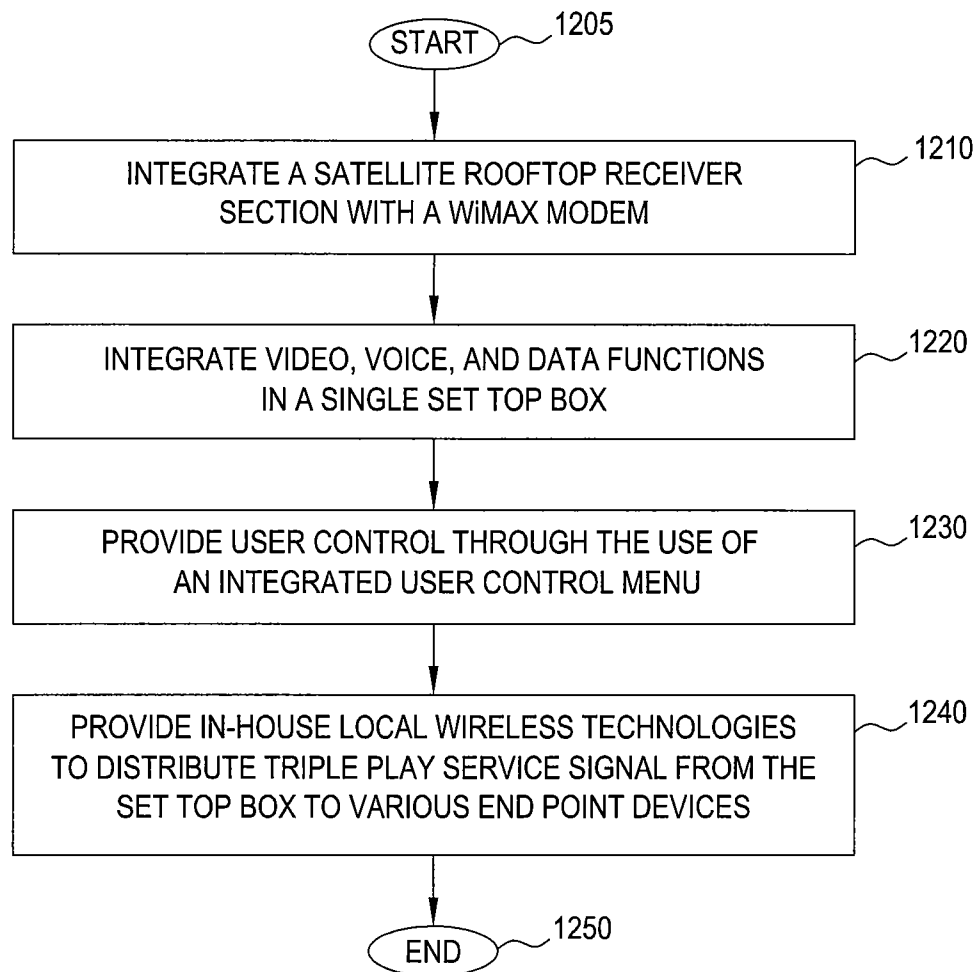 START
1205
INTEGRATE A SATELLITE ROOFTOP RECEIVER
SECTION WITH A WiMAX MODEM
1210
INTEGRATE VIDEO, VOICE, AND DATA FUNCTIONS
IN A SINGLE SET TOP BOX
1220
PROVIDE USER CONTROL THROUGH THE USE OF
AN INTEGRATED USER CONTROL MENU
1230
PROVIDE IN-HOUSE LOCAL WIRELESS TECHNOLOGIES
TO DISTRIBUTE TRIPLE PLAY SERVICE SIGNAL FROM THE
SET TOP BOX TO VARIOUS END POINT DEVICES
1240
END
1250